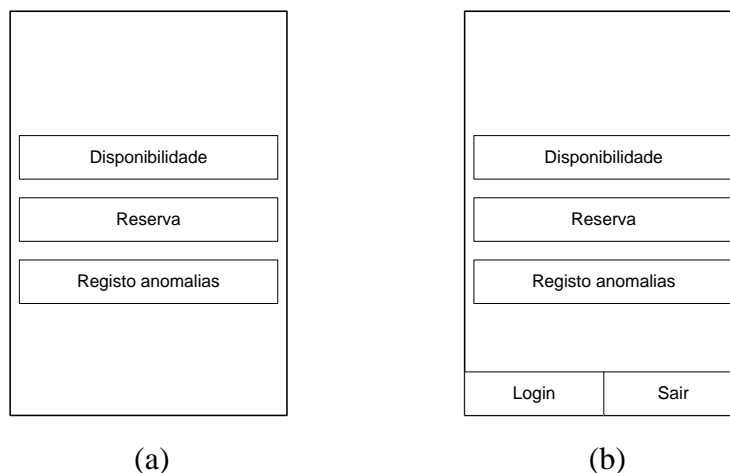 Disponibilidade
Reserva
Registo anomalias
(a)
Disponibilidade
Reserva
Registo anomalias
Login Sair
(b)